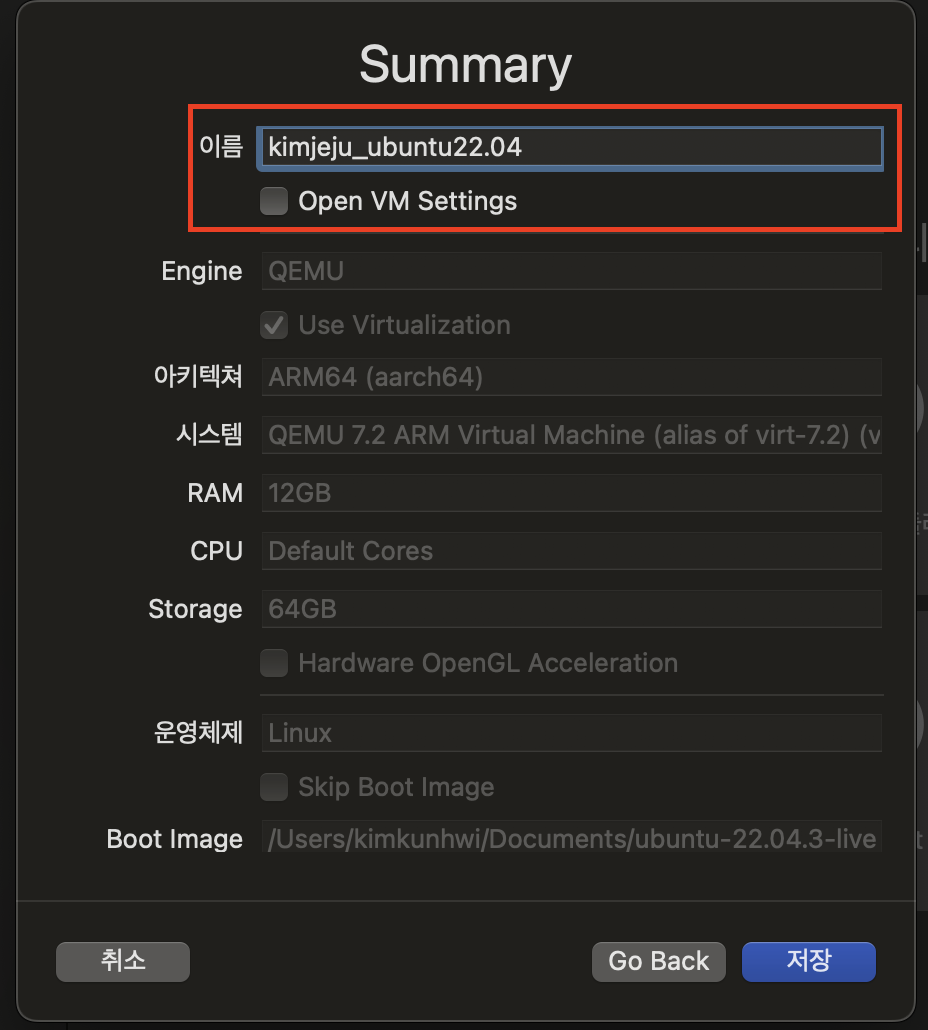 Summary
이름 kimjeju_ubuntu22.04
Open VM Settings
Engine QEMU
Use Virtualization
아키텍쳐 ARM64 (aarch64)
시스템 QEMU 7.2 ARM Virtual Machine (alias of virt-7.2) (v
RAM 12GB
CPU Default Cores
Storage 64GB
Hardware OpenGL Acceleration
운영체제 Linux
Skip Boot Image
Boot Image /Users/kimkunhwi/Documents/ubuntu-22.04.3-live
취소 Go Back 저장